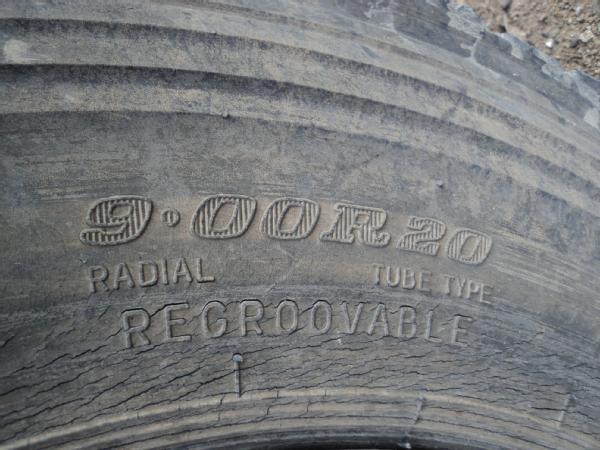 9.00R20
RADIAL TUBE TYPE
REGROOVABLE